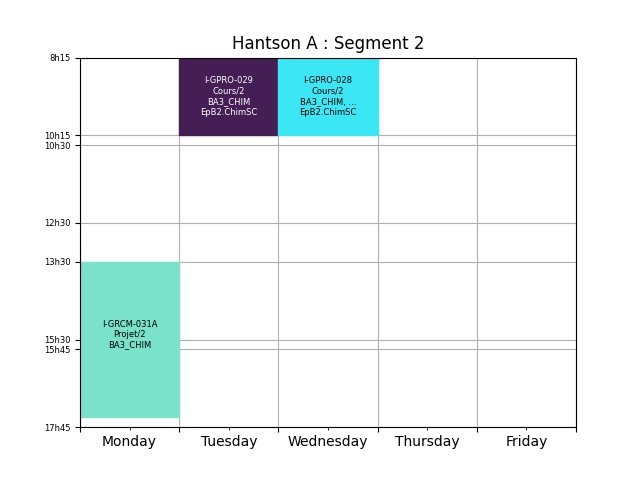 Hantson A : Segment 2
8h15
10h15
10h30
12h30
13h30
15h30
15h45
17h45
I-GPRO-029
Cours/2
BA3_CHIM
EpB2.ChimSC
I-GPRO-028
Cours/2
BA3_CHIM, ...
EpB2.ChimSC
I-GRCM-031A
Projet/2
BA3_CHIM
Monday
Tuesday
Wednesday
Thursday
Friday